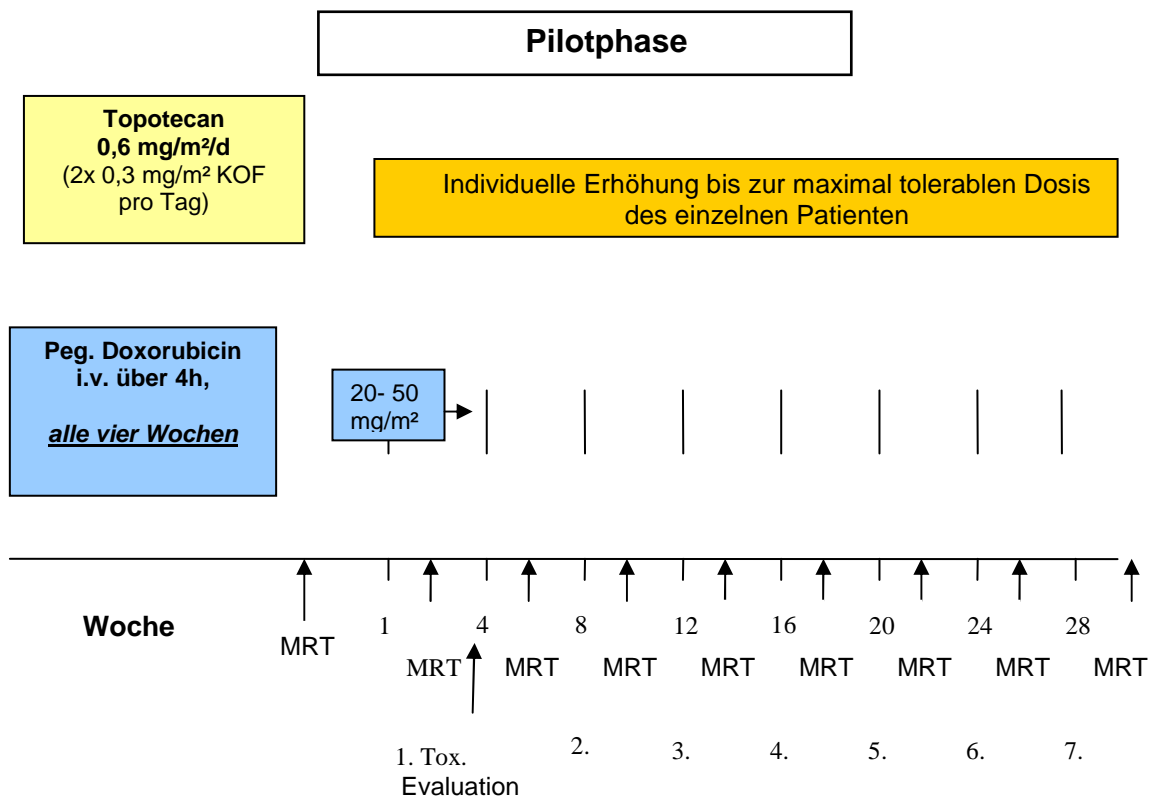 Pilotphase
Topotecan
0,6 mg/m²/d
(2x 0,3 mg/m² KOF
pro Tag)
Individuelle Erhöhung bis zur maximal tolerablen Dosis
des einzelnen Patienten
Peg. Doxorubicin
i.v. über 4h,
alle vier Wochen
20- 50
mg/m²
Woche
1 4 8 12 16 20 24 28
MRT MRT MRT MRT MRT MRT MRT MRT MRT
1. Tox. 2. 3. 4. 5. 6. 7.
Evaluation